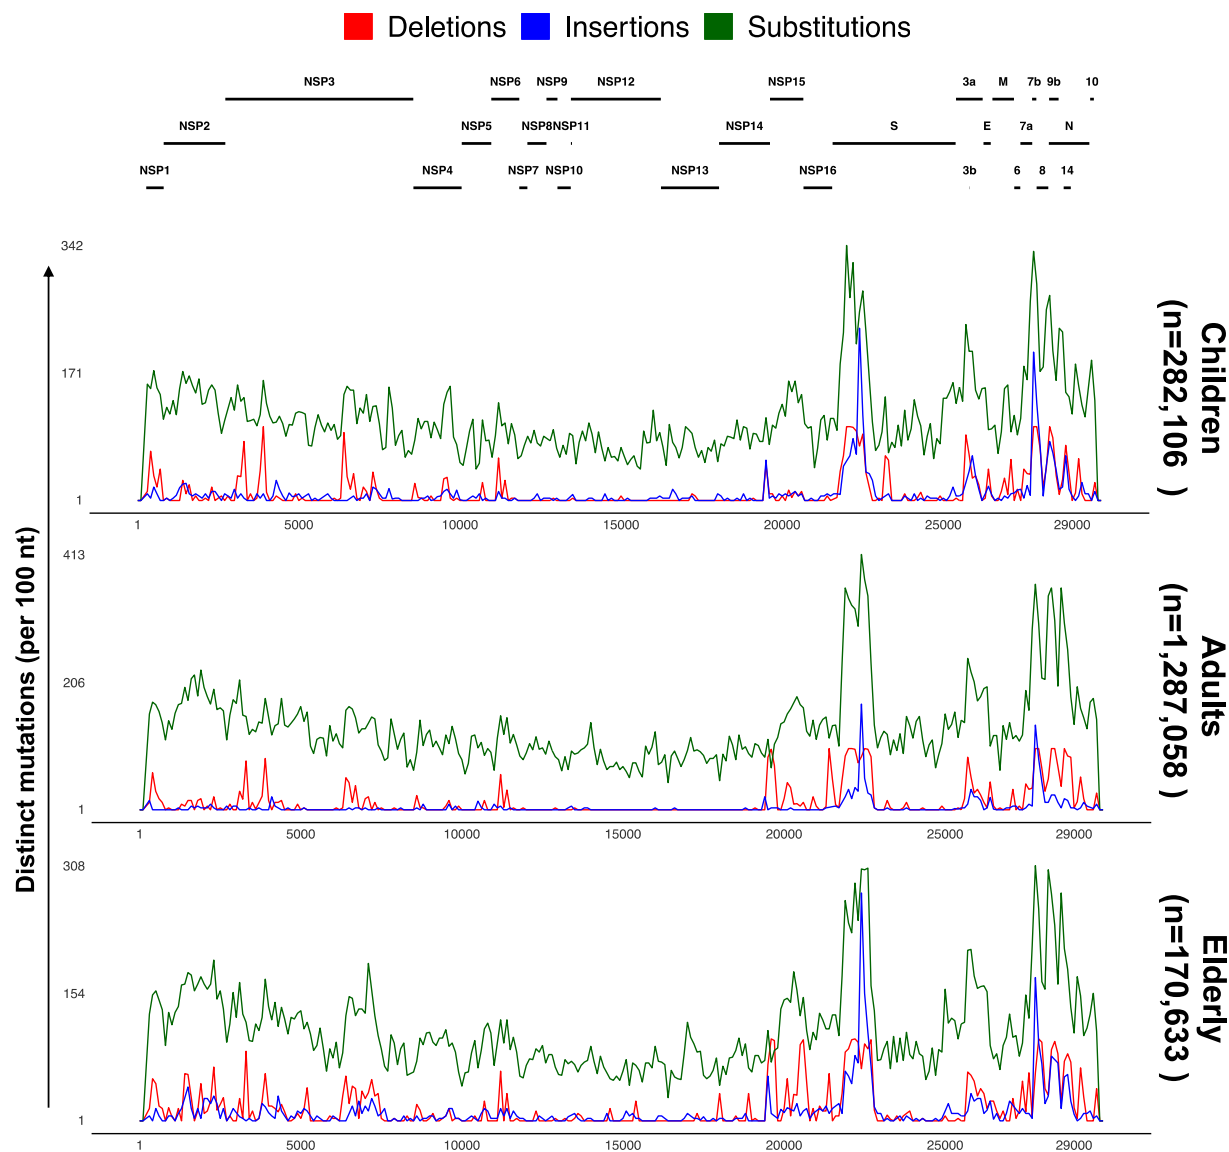 Deletions Insertions Substitutions
NSP3 NSP6 NSP9 NSP12 NSP15 3a M 7b 9b 10
NSP2 NSP5 NSP8 NSP11 NSP14 S E 7a N
NSP1 NSP4 NSP7 NSP10 NSP13 NSP16 3b 6 8 14
Distinct mutations (per 100 nt)
342
171
1
1 5000 10000 15000 20000 25000 29000
Children
(n=282,106 )
413
206
1
1 5000 10000 15000 20000 25000 29000
Adults
(n=1,287,058 )
308
154
1
1 5000 10000 15000 20000 25000 29000
Elderly
(n=170,633 )